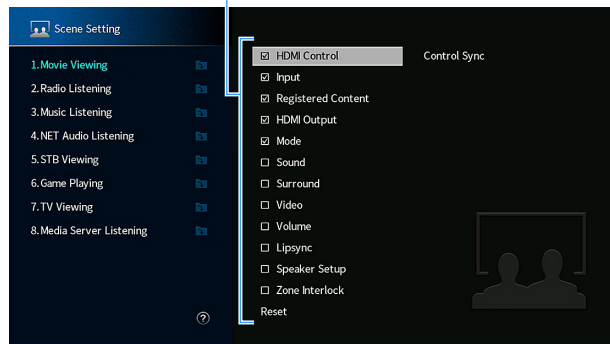 Scene Setting
1.Movie Viewing
2.Radio Listening
3.Music Listening
4.NET Audio Listening
5.STB Viewing
6.Game Playing
7.TV Viewing
8.Media Server Listening
?
HDMI Control Control Sync
Input
Registered Content
HDMI Output
Mode
Sound
Surround
Video
Volume
Lipsync
Speaker Setup
Zone Interlock
Reset